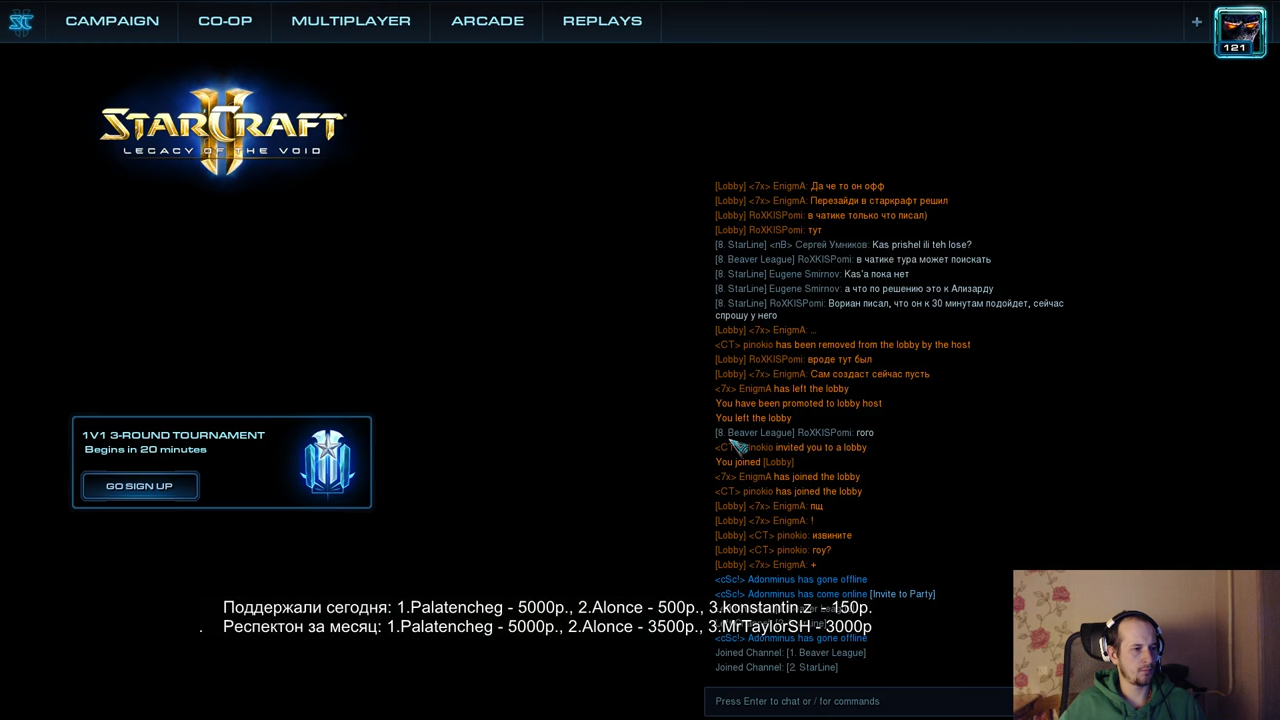 CAMPAIGN
CO-OP
MULTIPLAYER
ARCADE
REPLAYS
+
121
STARCRAFT
II
LEGACY OF THE VOID
[Lobby] <7x> EnigmA: Да че то он офф
[Lobby] <7x> EnigmA: Перезайди в старкрафт решил
[Lobby] RoXKISPomi: в чатике только что писал)
[Lobby] RoXKISPomi: тут
[8. StarLine] <nB> Сергей Умников: Kas prishel ili teh lose?
[8. Beaver League] RoXKISPomi: в чатике тура может поискать
[8. StarLine] Eugene Smirnov: Kas'a пока нет
[8. StarLine] Eugene Smirnov: а что по решению это к Ализарду
[8. StarLine] RoXKISPomi: Вориан писал, что он к 30 минутам подойдет, сейчас
спрошу у него
[Lobby] <7x> EnigmA: ...
<CT> pinokio has been removed from the lobby by the host
[Lobby] RoXKISPomi: вроде тут был
[Lobby] <7x> EnigmA: Сам создаст сейчас пусть
<7x> EnigmA has left the lobby
You have been promoted to lobby host
You left the lobby
[8. Beaver League] RoXKISPomi: гого
<CT> pinokio invited you to a lobby
You joined [Lobby]
<7x> EnigmA has joined the lobby
<CT> pinokio has joined the lobby
[Lobby] <7x> EnigmA: пщ
[Lobby] <7x> EnigmA: !
[Lobby] <CT> pinokio: извините
[Lobby] <CT> pinokio: гоу?
[Lobby] <7x> EnigmA: +
<cSc!> Adonminus has gone offline
<cSc!> Adonminus has come online [Invite to Party]
<cSc!> Adonminus has gone offline
Joined Channel: [1. Beaver League]
Joined Channel: [2. StarLine]
Press Enter to chat or / for commands
1V1 3-ROUND TOURNAMENT
Begins in 20 minutes
GO SIGN UP
Поддержали сегодня: 1.Palatencheg - 5000р., 2.Alonce - 500р., 3.konstantin z - 150р.
. Респектон за месяц: 1.Palatencheg - 5000р., 2.Alonce - 3500р., 3.MrTaylorSH - 3000р